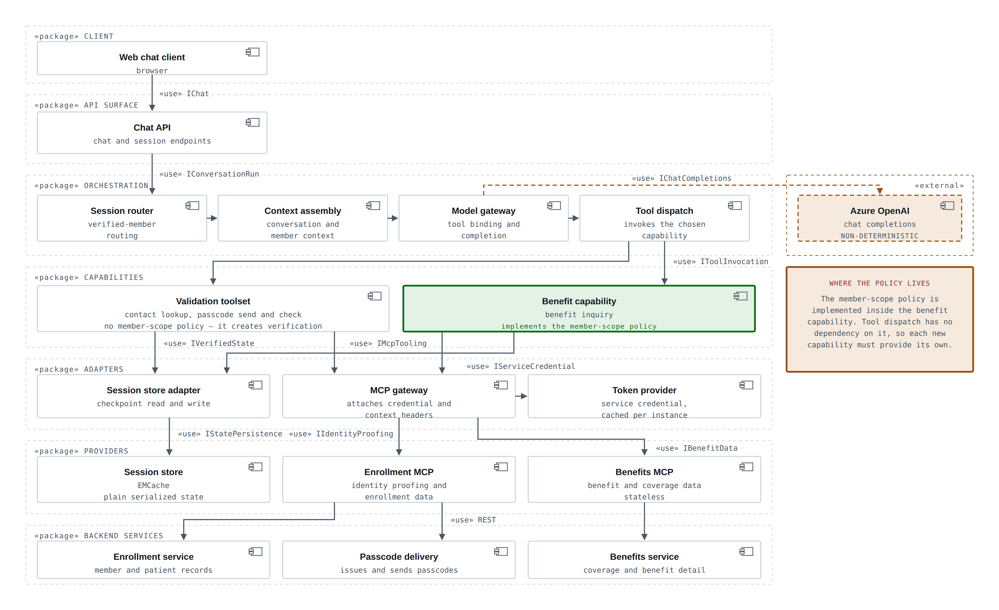 «package» CLIENT
Web chat client
browser
«use» IChat
«package» API SURFACE
Chat API
chat and session endpoints
«use» IConversationRun
«package» ORCHESTRATION
«use» IChatCompletions
«external»
Session router
verified-member
routing
Context assembly
conversation and
member context
Model gateway
tool binding and
completion
Tool dispatch
invokes the chosen
capability
Azure OpenAI
chat completions
NON-DETERMINISTIC
«use» IToolInvocation
«package» CAPABILITIES
Validation toolset
contact lookup, passcode send and check
no member-scope policy — it creates verification
Benefit capability
benefit inquiry
implements the member-scope policy
WHERE THE POLICY LIVES
The member-scope policy is
implemented inside the benefit
capability. Tool dispatch has no
dependency on it, so each new
capability must provide its own.
«use» IVerifiedState
«use» IMcpTooling
«package» ADAPTERS
«use» IServiceCredential
Session store adapter
checkpoint read and write
MCP gateway
attaches credential and
context headers
Token provider
service credential,
cached per instance
«use» IStatePersistence
«use» IIdentityProofing
«package» PROVIDERS
«use» IBenefitData
Session store
EMCache
plain serialized state
Enrollment MCP
identity proofing and
enrollment data
Benefits MCP
benefit and coverage data
stateless
«use» REST
«package» BACKEND SERVICES
Enrollment service
member and patient records
Passcode delivery
issues and sends passcodes
Benefits service
coverage and benefit detail